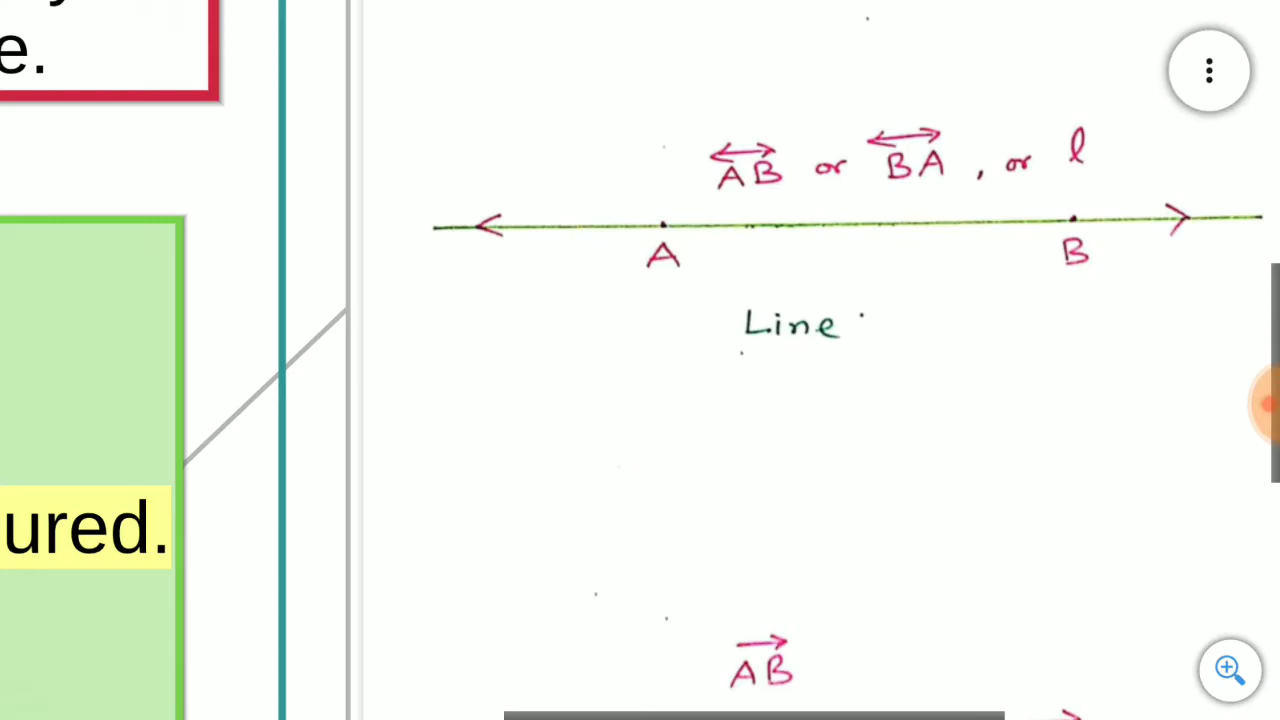 e.
ured.
AB or BA, or l
A B
Line
AB